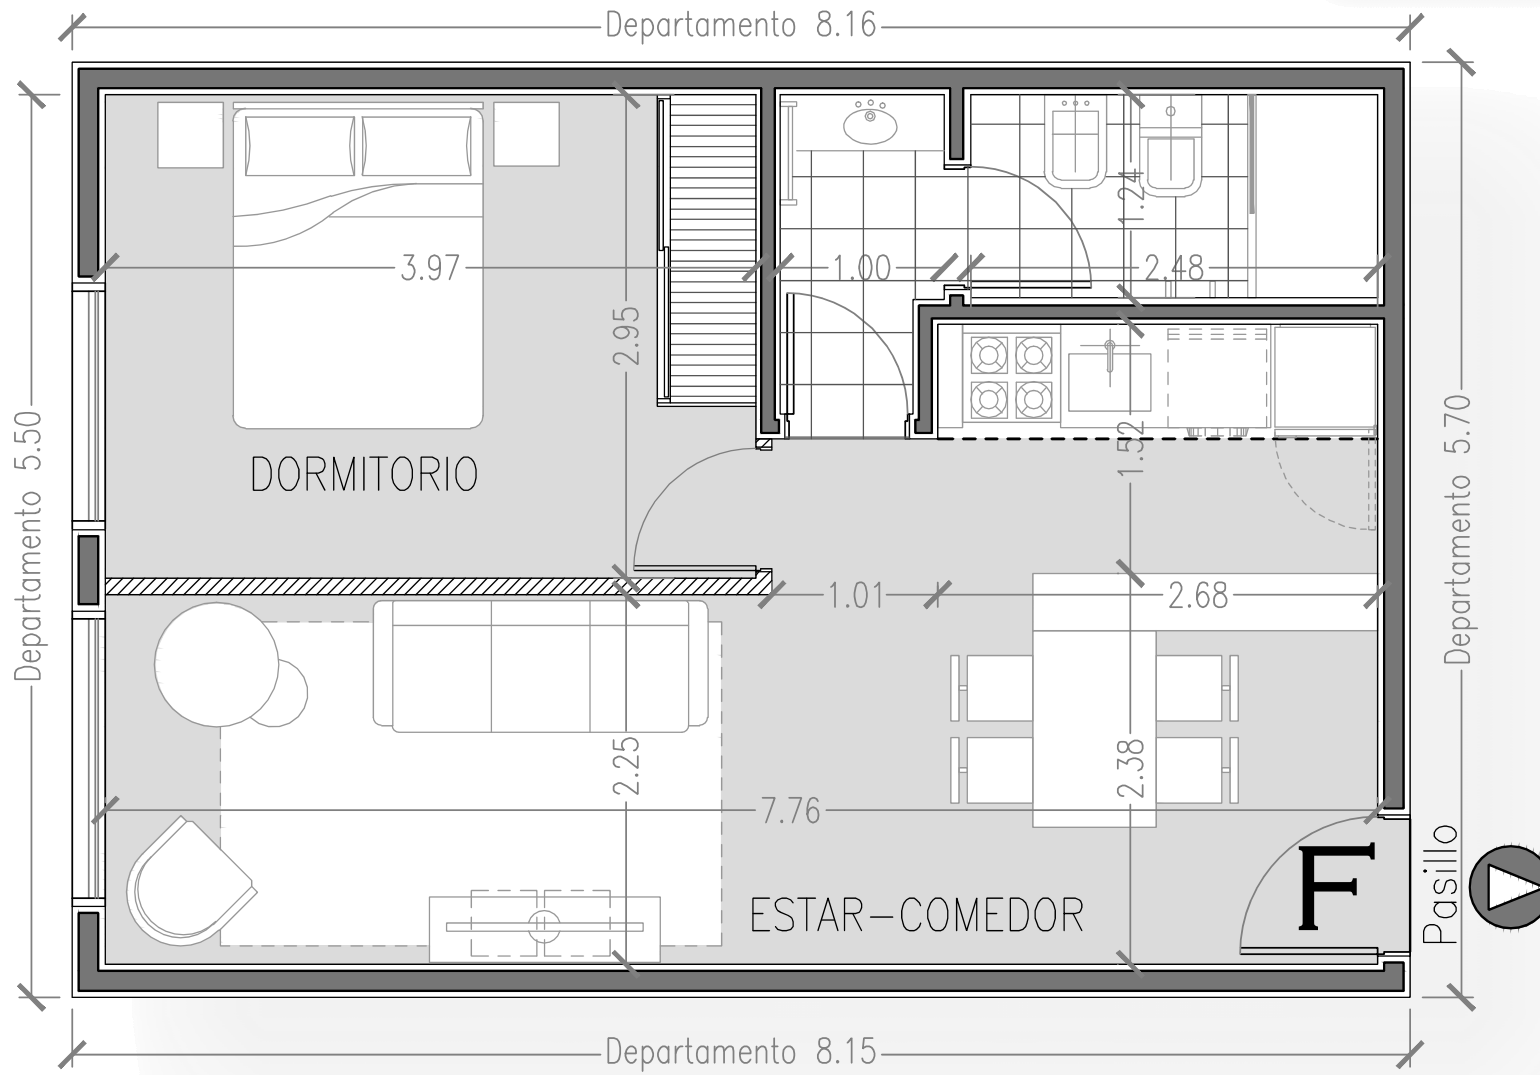 Departamento 8.16
1.24
3.97
1.00
2.48
2.95
1.52
DORMITORIO
Departamento 5.50
Departamento 5.70
1.01
2.68
2.25
2.38
7.76
F
Pasillo
ESTAR-COMEDOR
Departamento 8.15